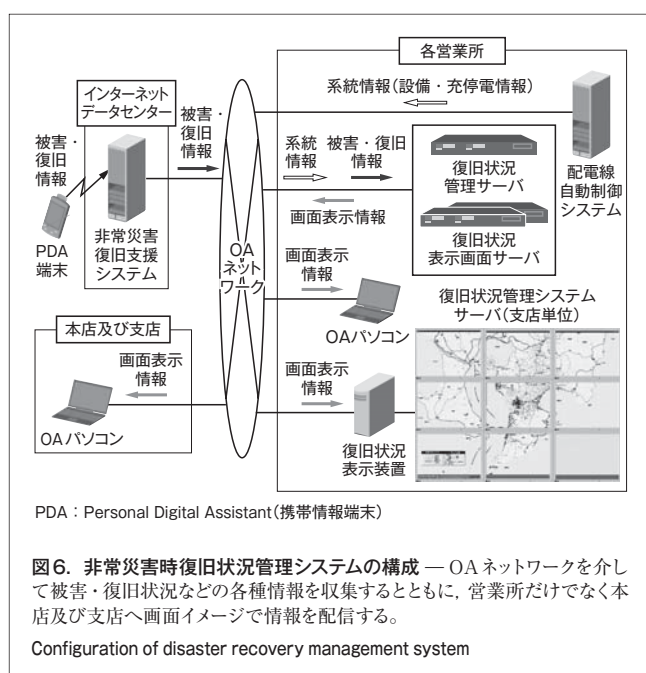 各営業所
系統情報(設備・充停電情報)
インターネット
データセンター
被害・
復旧
情報
被害・
復旧
情報
系統
情報
被害・復旧
情報
復旧状況
管理サーバ
配電線
自動制御
システム
画面表示情報
復旧状況
表示画面サーバ
PDA
端末
非常災害
復旧支援
システム
OA
ネット
ワーク
画面表示
情報
OAパソコン
復旧状況管理システム
サーバ(支店単位)
本店及び支店
画面表示
情報
OAパソコン
画面表示
情報
復旧状況
表示装置
PDA:Personal Digital Assistant(携帯情報端末)
図6. 非常災害時復旧状況管理システムの構成 ― OAネットワークを介し
て被害・復旧状況などの各種情報を収集するとともに,営業所だけでなく本
店及び支店へ画面イメージで情報を配信する。
Configuration of disaster recovery management system